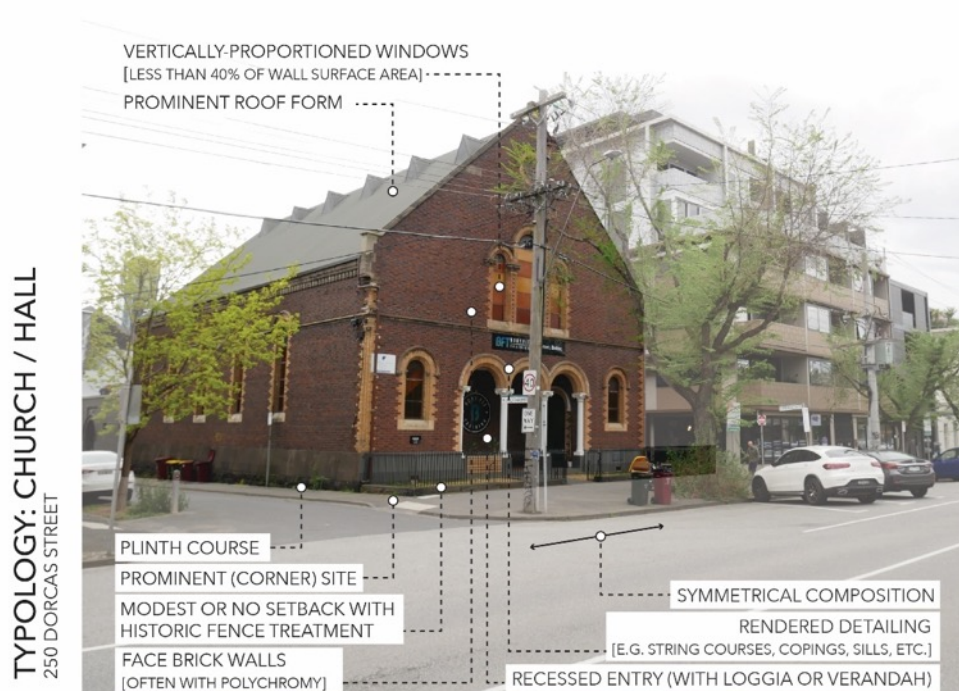 VERTICALLY-PROPORTIONED WINDOWS
[LESS THAN 40% OF WALL SURFACE AREA]
PROMINENT ROOF FORM
TYPOLOGY: CHURCH / HALL
250 DORCAS STREET
PLINTH COURSE
PROMINENT (CORNER) SITE
MODEST OR NO SETBACK WITH
HISTORIC FENCE TREATMENT
FACE BRICK WALLS
[OFTEN WITH POLYCHROMY]
SYMMETRICAL COMPOSITION
RENDERED DETAILING
[E.G. STRING COURSES, COPINGS, SILLS, ETC.]
RECESSED ENTRY (WITH LOGGIA OR VERANDAH)